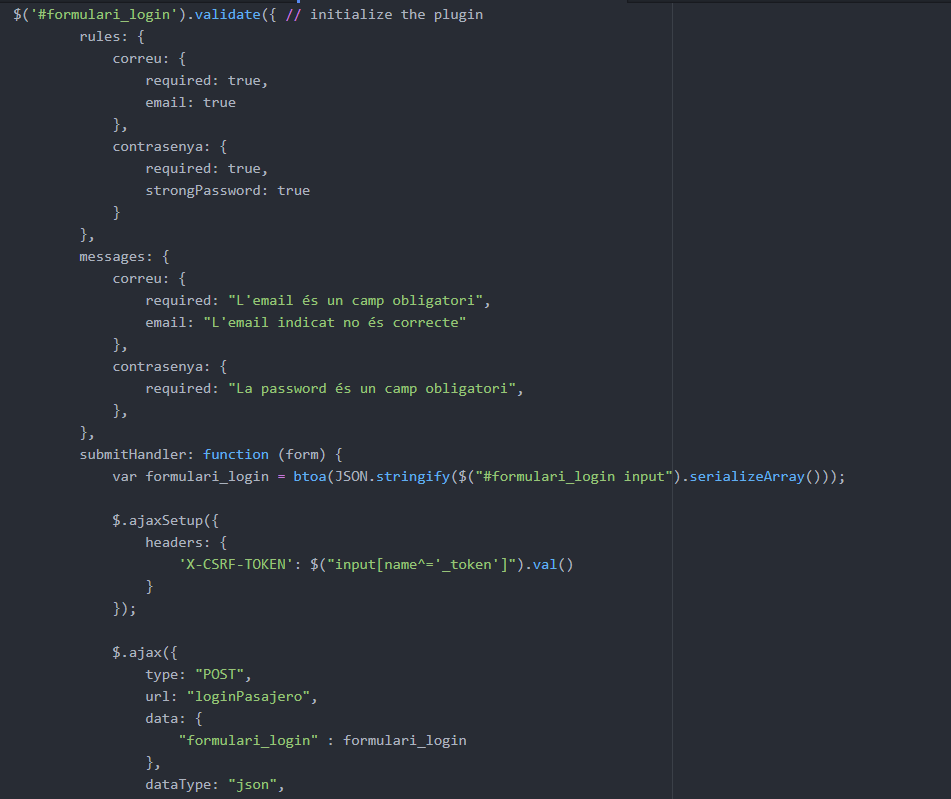 $('#formulari_login').validate({ // initialize the plugin
rules: {
correu: {
required: true,
email: true
},
contrasenya: {
required: true,
strongPassword: true
}
},
messages: {
correu: {
required: "L'email és un camp obligatori",
email: "L'email indicat no és correcte"
},
contrasenya: {
required: "La password és un camp obligatori",
},
},
submitHandler: function (form) {
var formulari_login = btoa(JSON.stringify($("#formulari_login input").serializeArray()));
$.ajaxSetup({
headers: {
'X-CSRF-TOKEN': $("input[name^='_token']").val()
}
});
$.ajax({
type: "POST",
url: "loginPasajero",
data: {
"formulari_login" : formulari_login
},
dataType: "json",